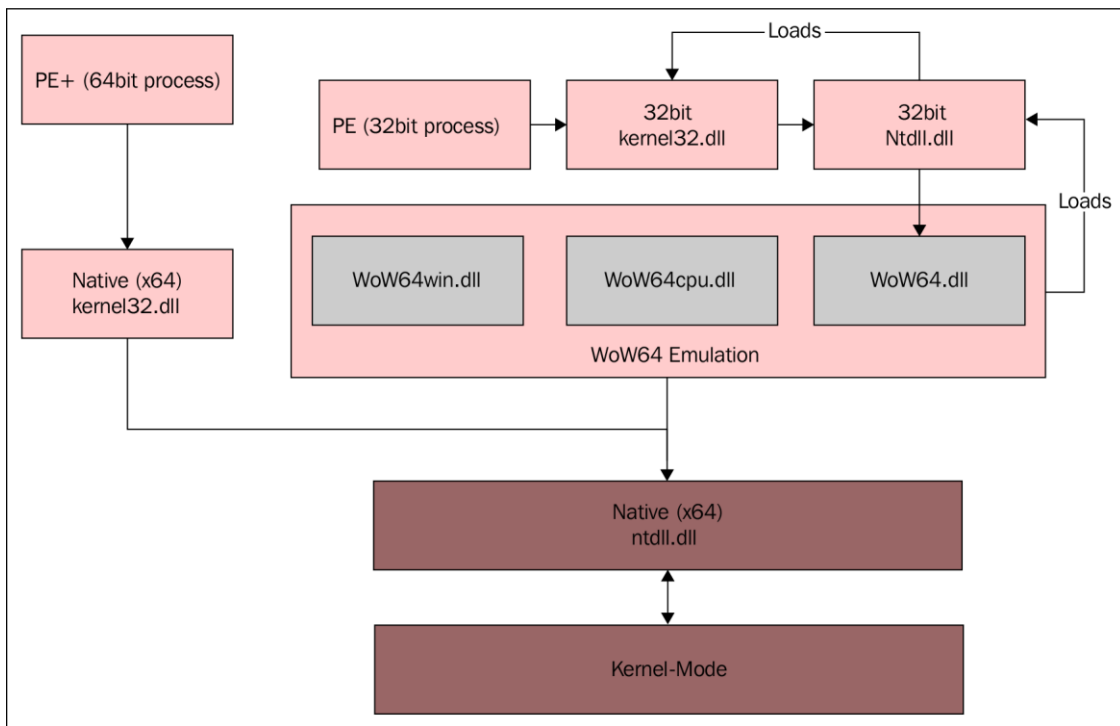 Loads
PE+ (64bit process)
PE (32bit process)
32bit
kernel32.dll
32bit
Ntdll.dll
Loads
Native (x64)
kernel32.dll
WoW64win.dll
WoW64cpu.dll
WoW64.dll
WoW64 Emulation
Native (x64)
ntdll.dll
Kernel-Mode